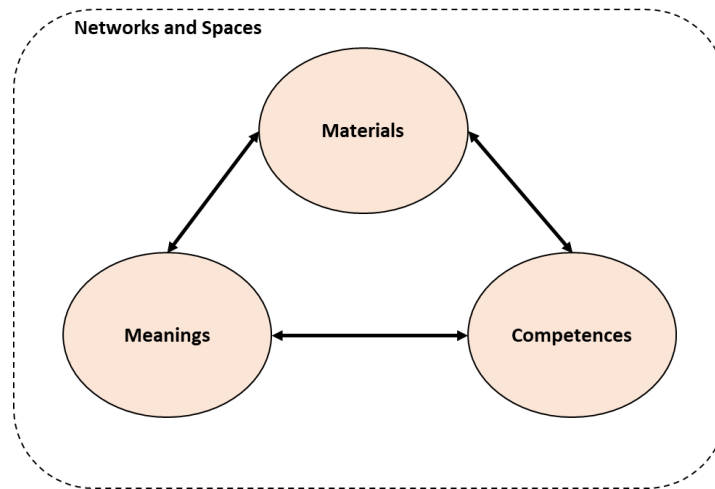 Networks and Spaces
Materials
Meanings
Competences